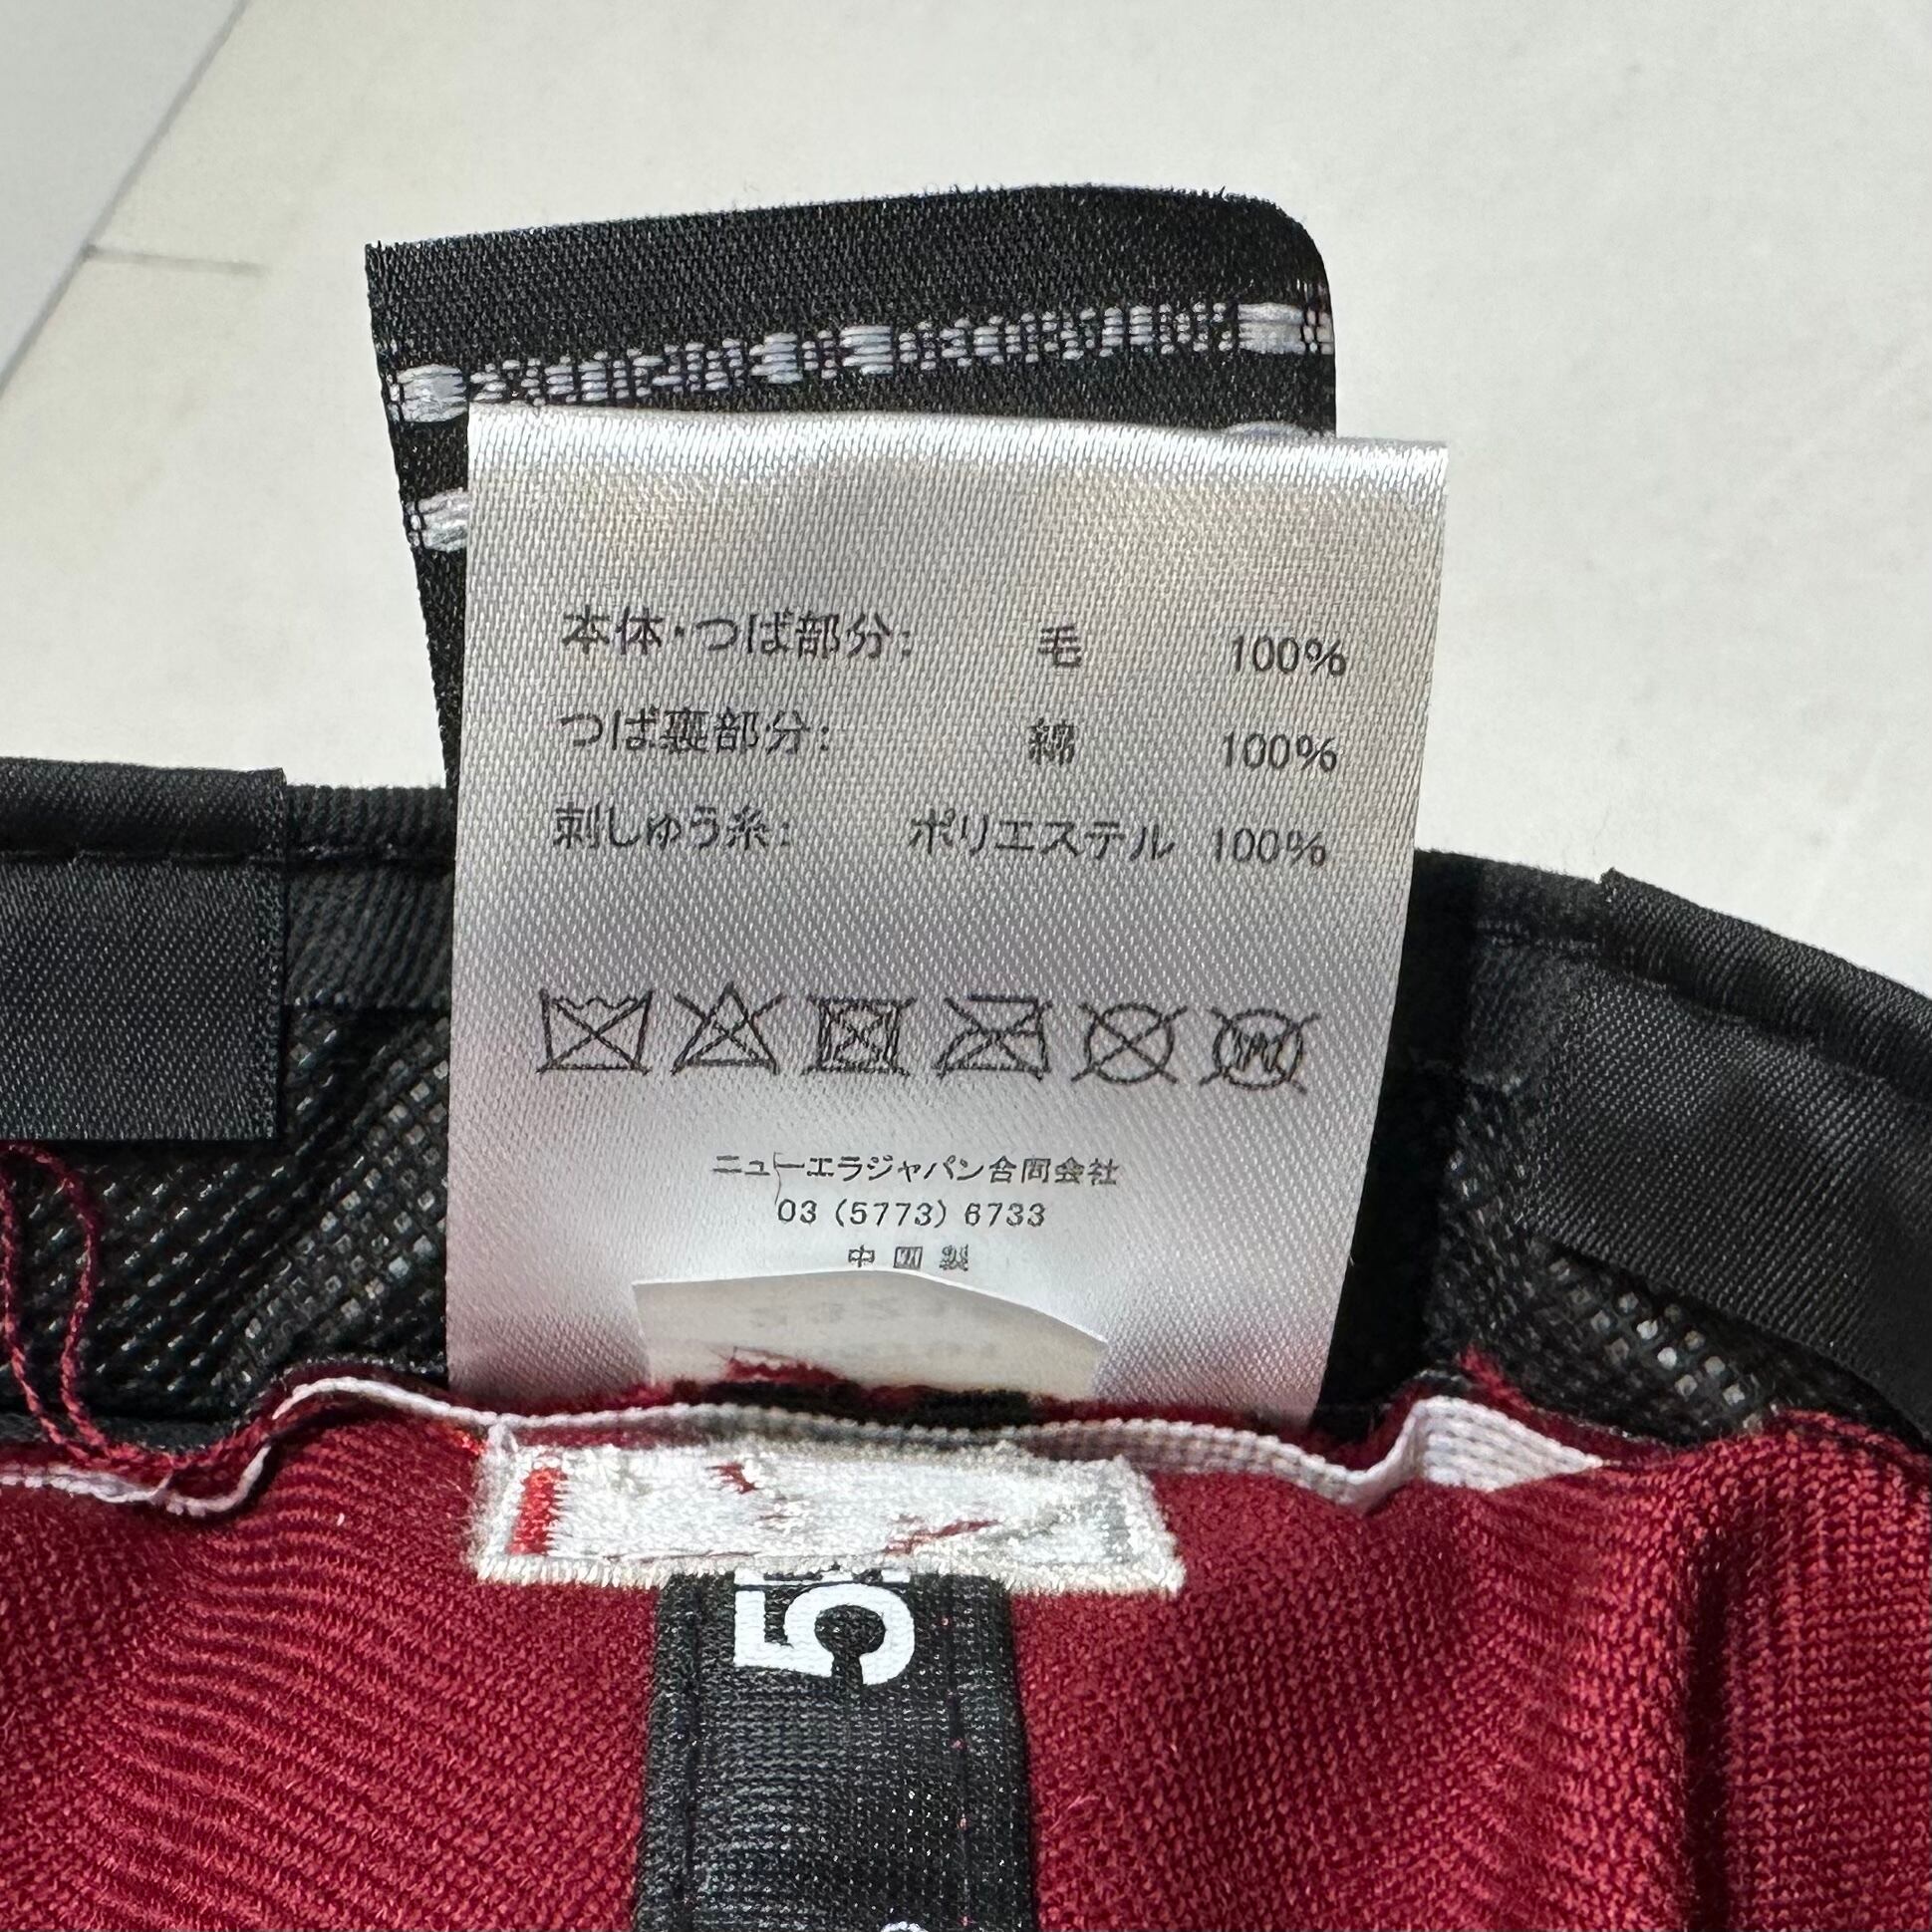 本体・つば部分: 毛 100%
つば裏部分: 綿 100%
刺しゅう糸: ポリエステル 100%
ニューエラジャパン合同会社
03 (5773) 6733
中国製
5